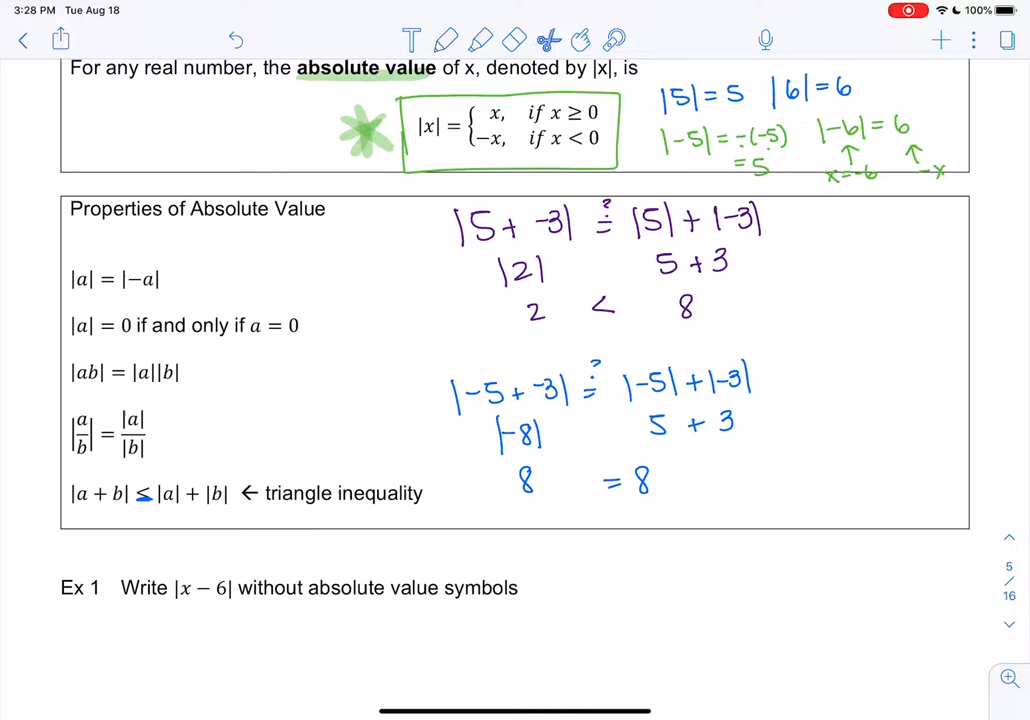 3:28 PM Tue Aug 18 100%
For any real number, the absolute value of x, denoted by |x|, is
|x| = { x, if x ≥ 0
−x, if x < 0
|5| = 5 |6| = 6
|-5| = -(-5) |-6| = 6
= 5 x=-6 -x
Properties of Absolute Value
|5 + -3| ≟ |5| + |-3|
|2| 5 + 3
2 < 8
|a| = |−a|
|a| = 0 if and only if a = 0
|ab| = |a||b|
|a/b| = |a|/|b|
|a + b| ≤ |a| + |b| ← triangle inequality
|-5 + -3| ≟ |-5| + |-3|
|-8| 5 + 3
8 = 8
Ex 1 Write |x − 6| without absolute value symbols
5
/
16